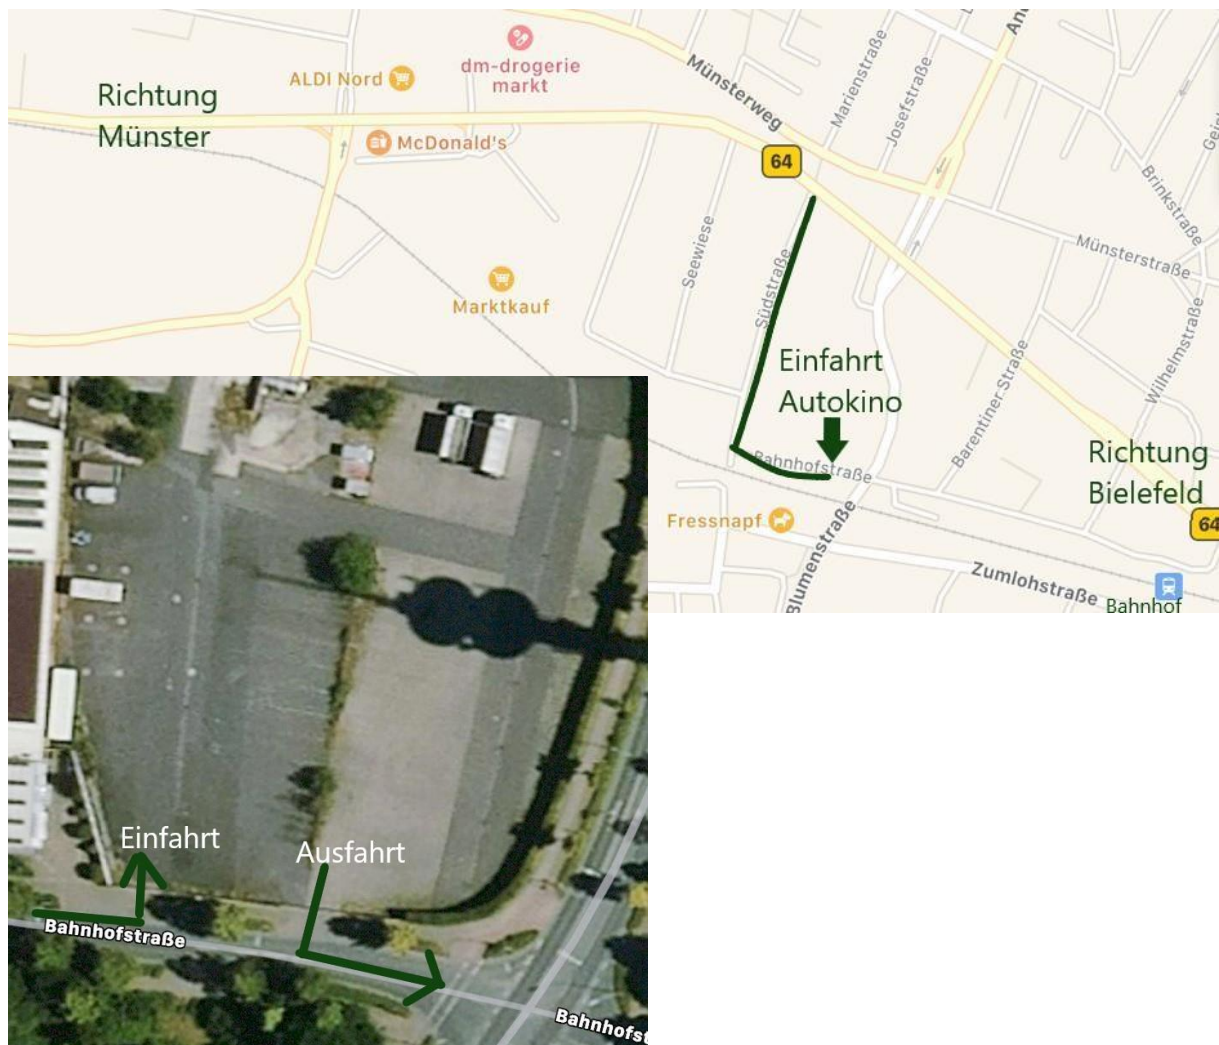 Richtung
Münster
ALDI Nord
dm-drogerie
markt
McDonald's
Münsterweg
64
Marienstraße
Josefstraße
Brinkstraße
Münsterstraße
Seewiese
Südstraße
Marktkauf
Einfahrt
Autokino
Bahnhofstraße
Barentiner Straße
Wilhelmstraße
Richtung
Bielefeld
64
Fressnapf
Blumenstraße
Zumlohstraße
Bahnhof
Einfahrt
Ausfahrt
Bahnhofstraße
Bahnhofst